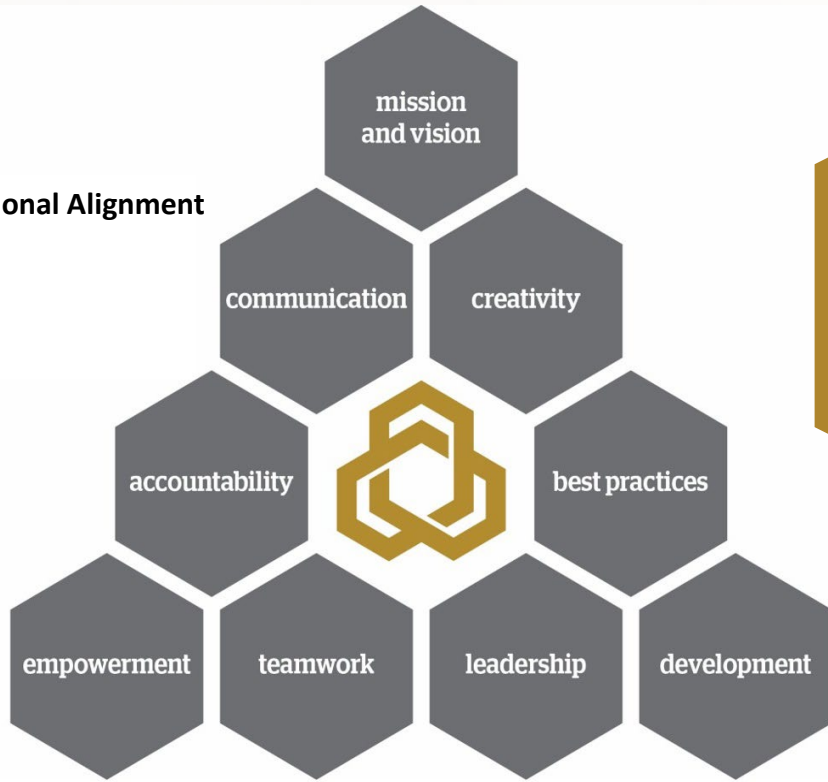 mission
and vision
onal Alignment
communication
creativity
accountability
best practices
empowerment
teamwork
leadership
development